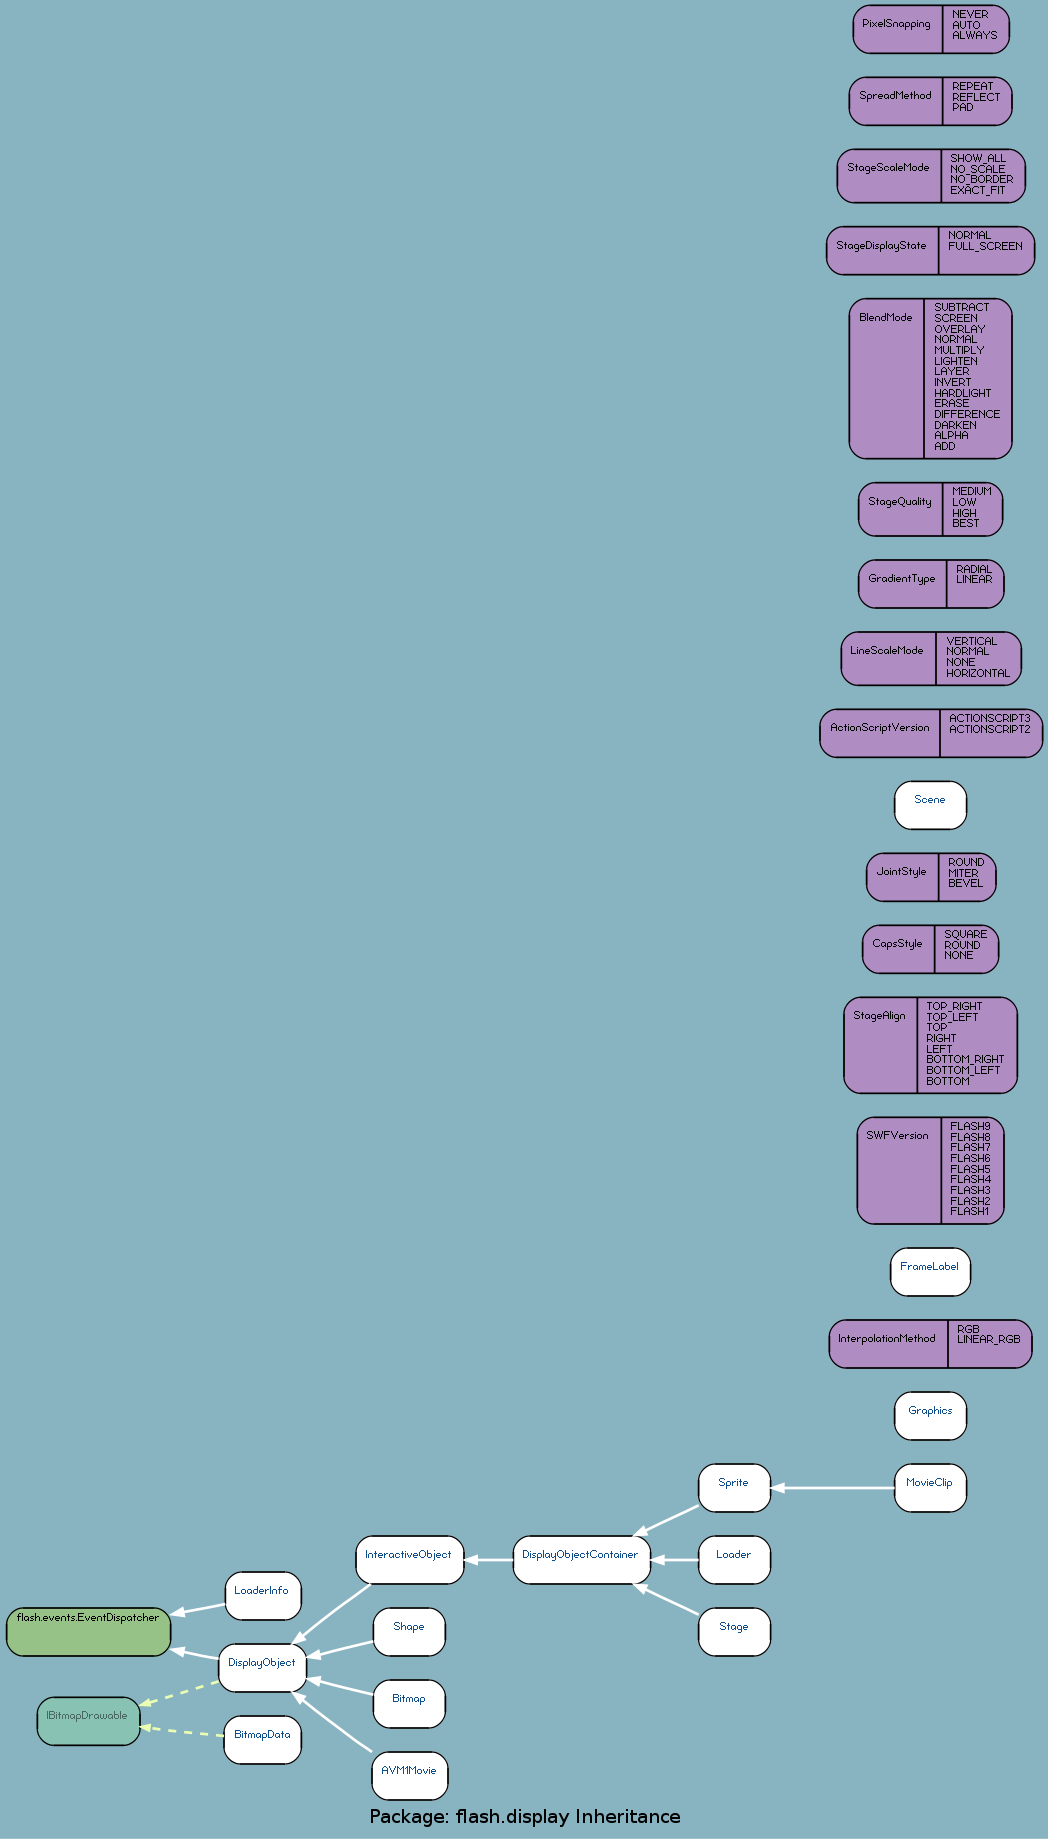 PixelSnapping
NEVER
AUTO
ALWAYS
SpreadMethod
REPEAT
REFLECT
PAD
StageScaleMode
SHOW_ALL
NO_SCALE
NO_BORDER
EXACT_FIT
StageDisplayState
NORMAL
FULL_SCREEN
BlendMode
SUBTRACT
SCREEN
OVERLAY
NORMAL
MULTIPLY
LIGHTEN
LAYER
INVERT
HARDLIGHT
ERASE
DIFFERENCE
DARKEN
ALPHA
ADD
StageQuality
MEDIUM
LOW
HIGH
BEST
GradientType
RADIAL
LINEAR
LineScaleMode
VERTICAL
NORMAL
NONE
HORIZONTAL
ActionScriptVersion
ACTIONSCRIPT3
ACTIONSCRIPT2
Scene
JointStyle
ROUND
MITER
BEVEL
CapsStyle
SQUARE
ROUND
NONE
StageAlign
TOP_RIGHT
TOP_LEFT
TOP
RIGHT
LEFT
BOTTOM_RIGHT
BOTTOM_LEFT
BOTTOM
SWFVersion
FLASH9
FLASH8
FLASH7
FLASH6
FLASH5
FLASH4
FLASH3
FLASH2
FLASH1
FrameLabel
InterpolationMethod
RGB
LINEAR_RGB
Graphics
Sprite
MovieClip
InteractiveObject
DisplayObjectContainer
Loader
LoaderInfo
flash.events.EventDispatcher
Shape
Stage
DisplayObject
Bitmap
IBitmapDrawable
BitmapData
AVM1Movie
Package: flash.display Inheritance